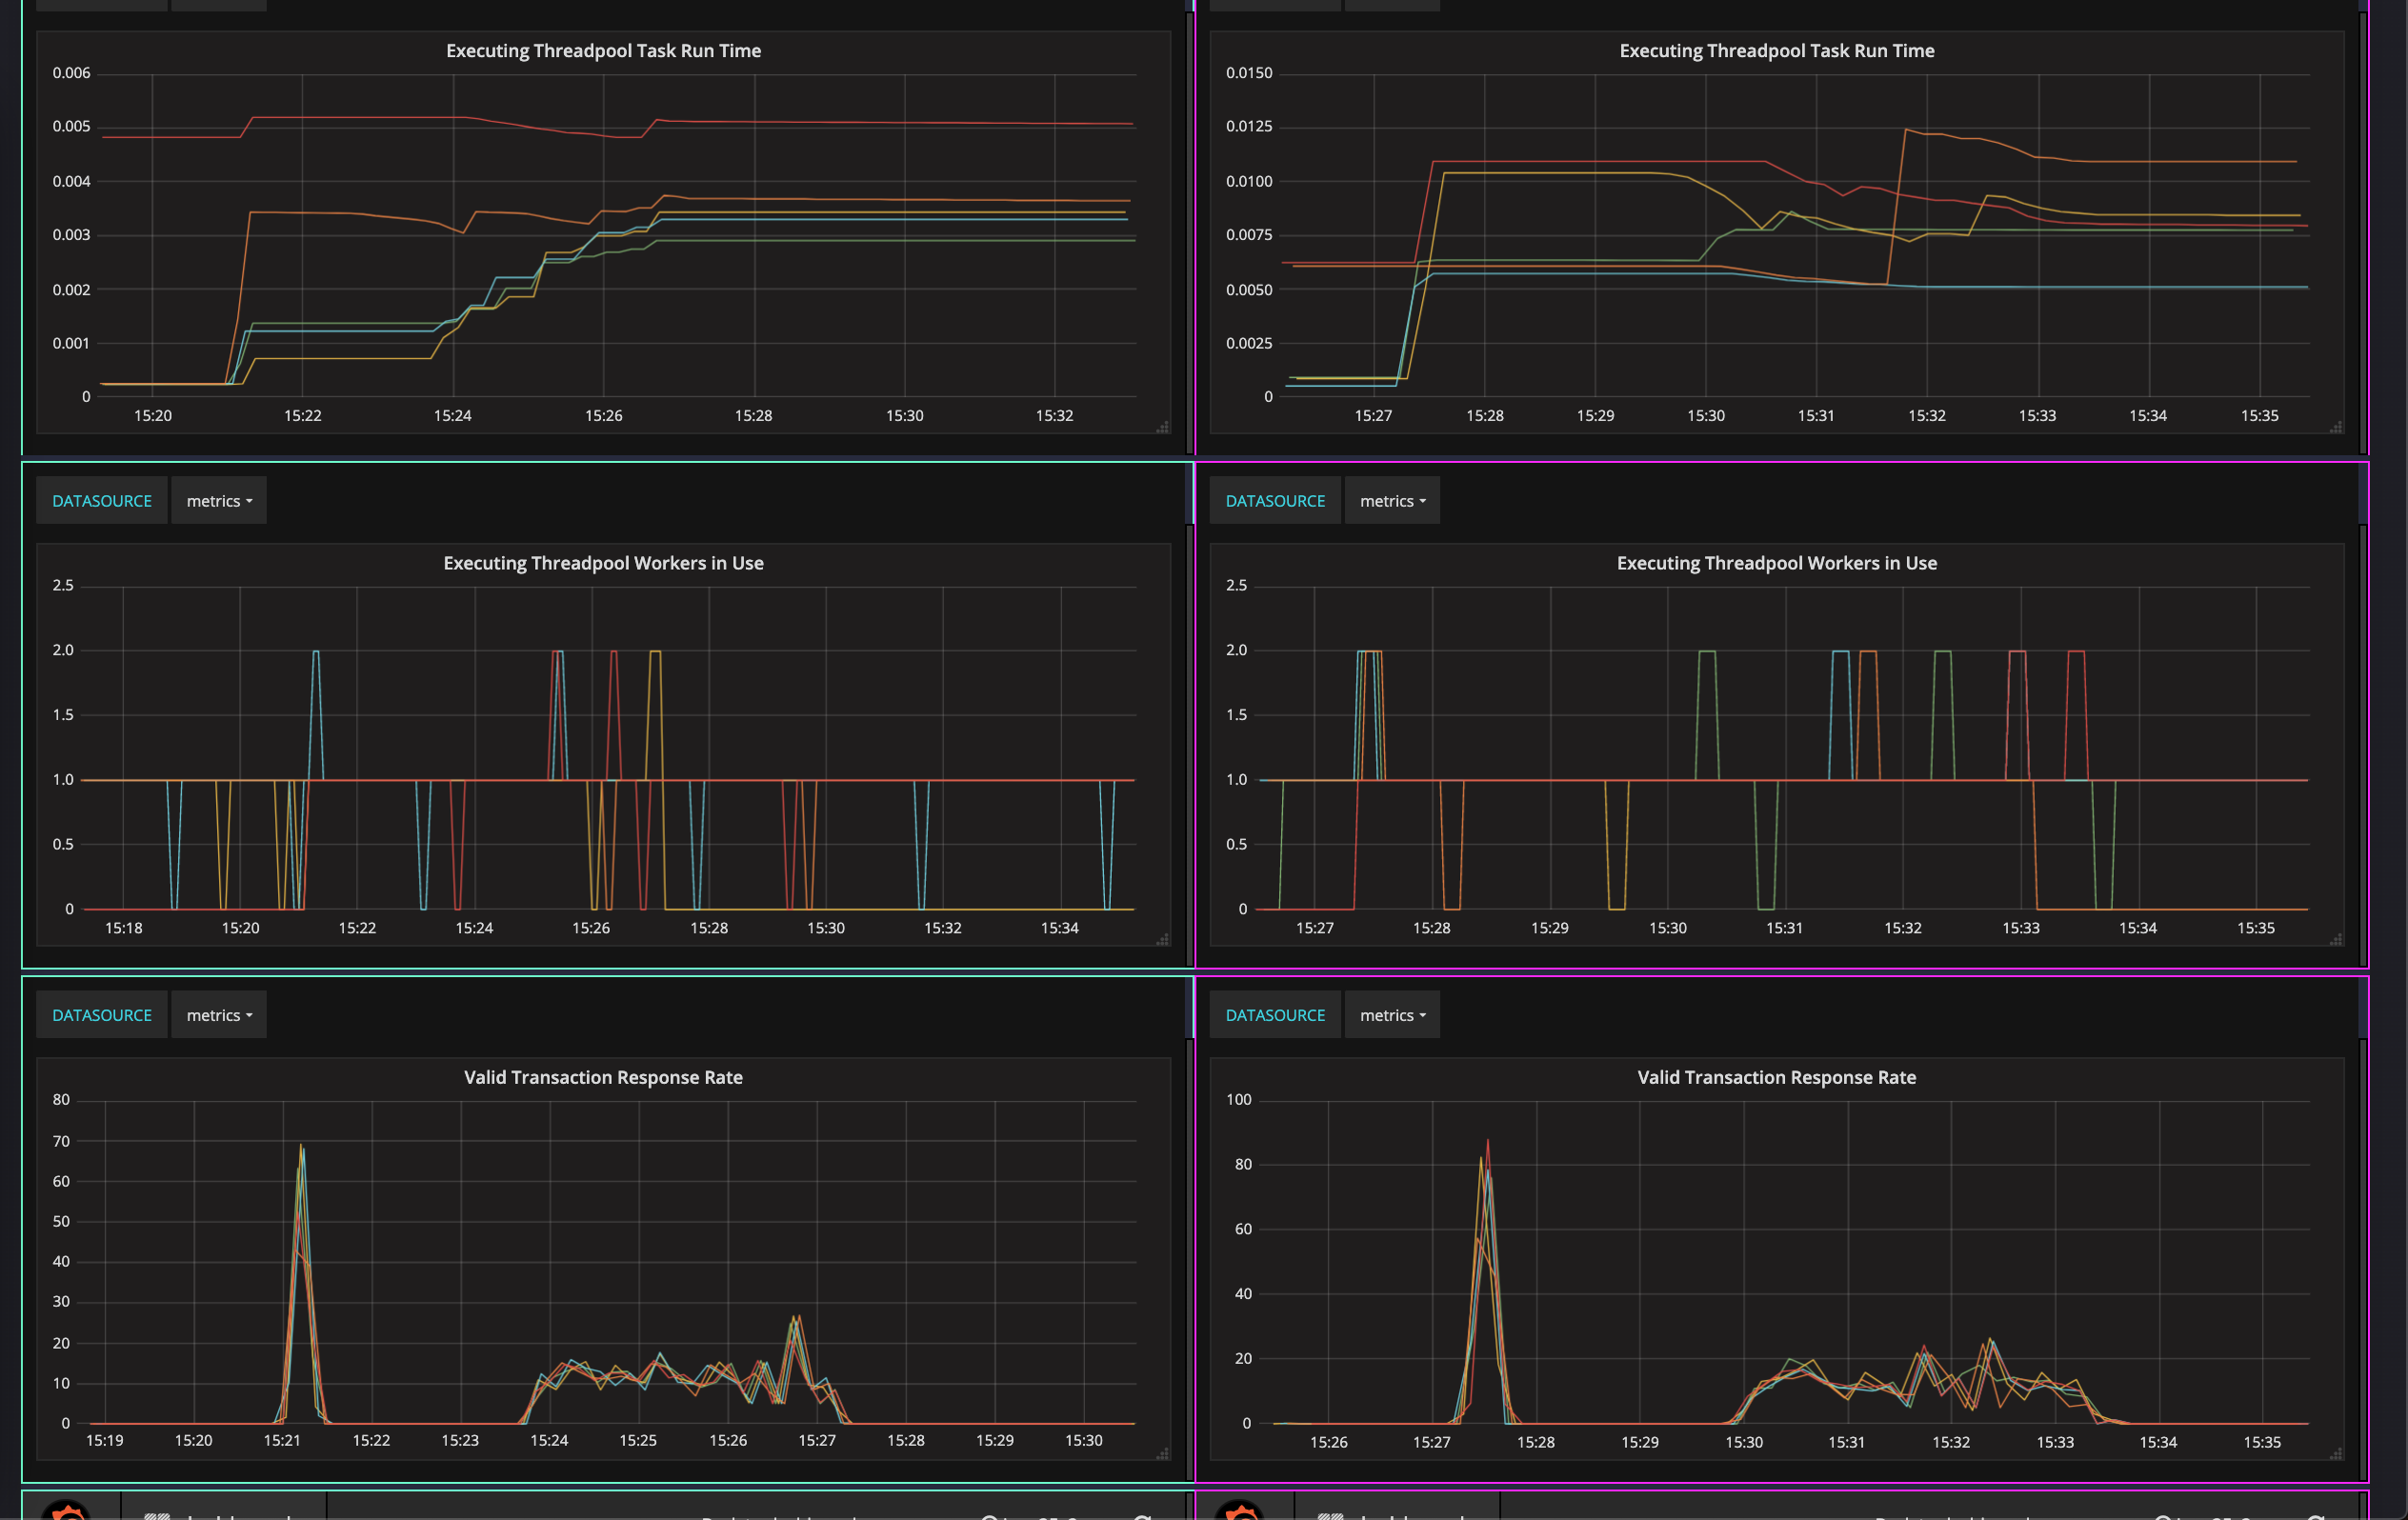 Executing Threadpool Task Run Time
0.006
0.005
0.004
0.003
0.002
0.001
0
15:20 15:22 15:24 15:26 15:28 15:30 15:32
Executing Threadpool Task Run Time
0.0150
0.0125
0.0100
0.0075
0.0050
0.0025
0
15:27 15:28 15:29 15:30 15:31 15:32 15:33 15:34 15:35
DATASOURCE metrics
Executing Threadpool Workers in Use
2.5
2.0
1.5
1.0
0.5
0
15:18 15:20 15:22 15:24 15:26 15:28 15:30 15:32 15:34
DATASOURCE metrics
Executing Threadpool Workers in Use
2.5
2.0
1.5
1.0
0.5
0
15:27 15:28 15:29 15:30 15:31 15:32 15:33 15:34 15:35
DATASOURCE metrics
Valid Transaction Response Rate
80
70
60
50
40
30
20
10
0
15:19 15:20 15:21 15:22 15:23 15:24 15:25 15:26 15:27 15:28 15:29 15:30
DATASOURCE metrics
Valid Transaction Response Rate
100
80
60
40
20
0
15:26 15:27 15:28 15:29 15:30 15:31 15:32 15:33 15:34 15:35